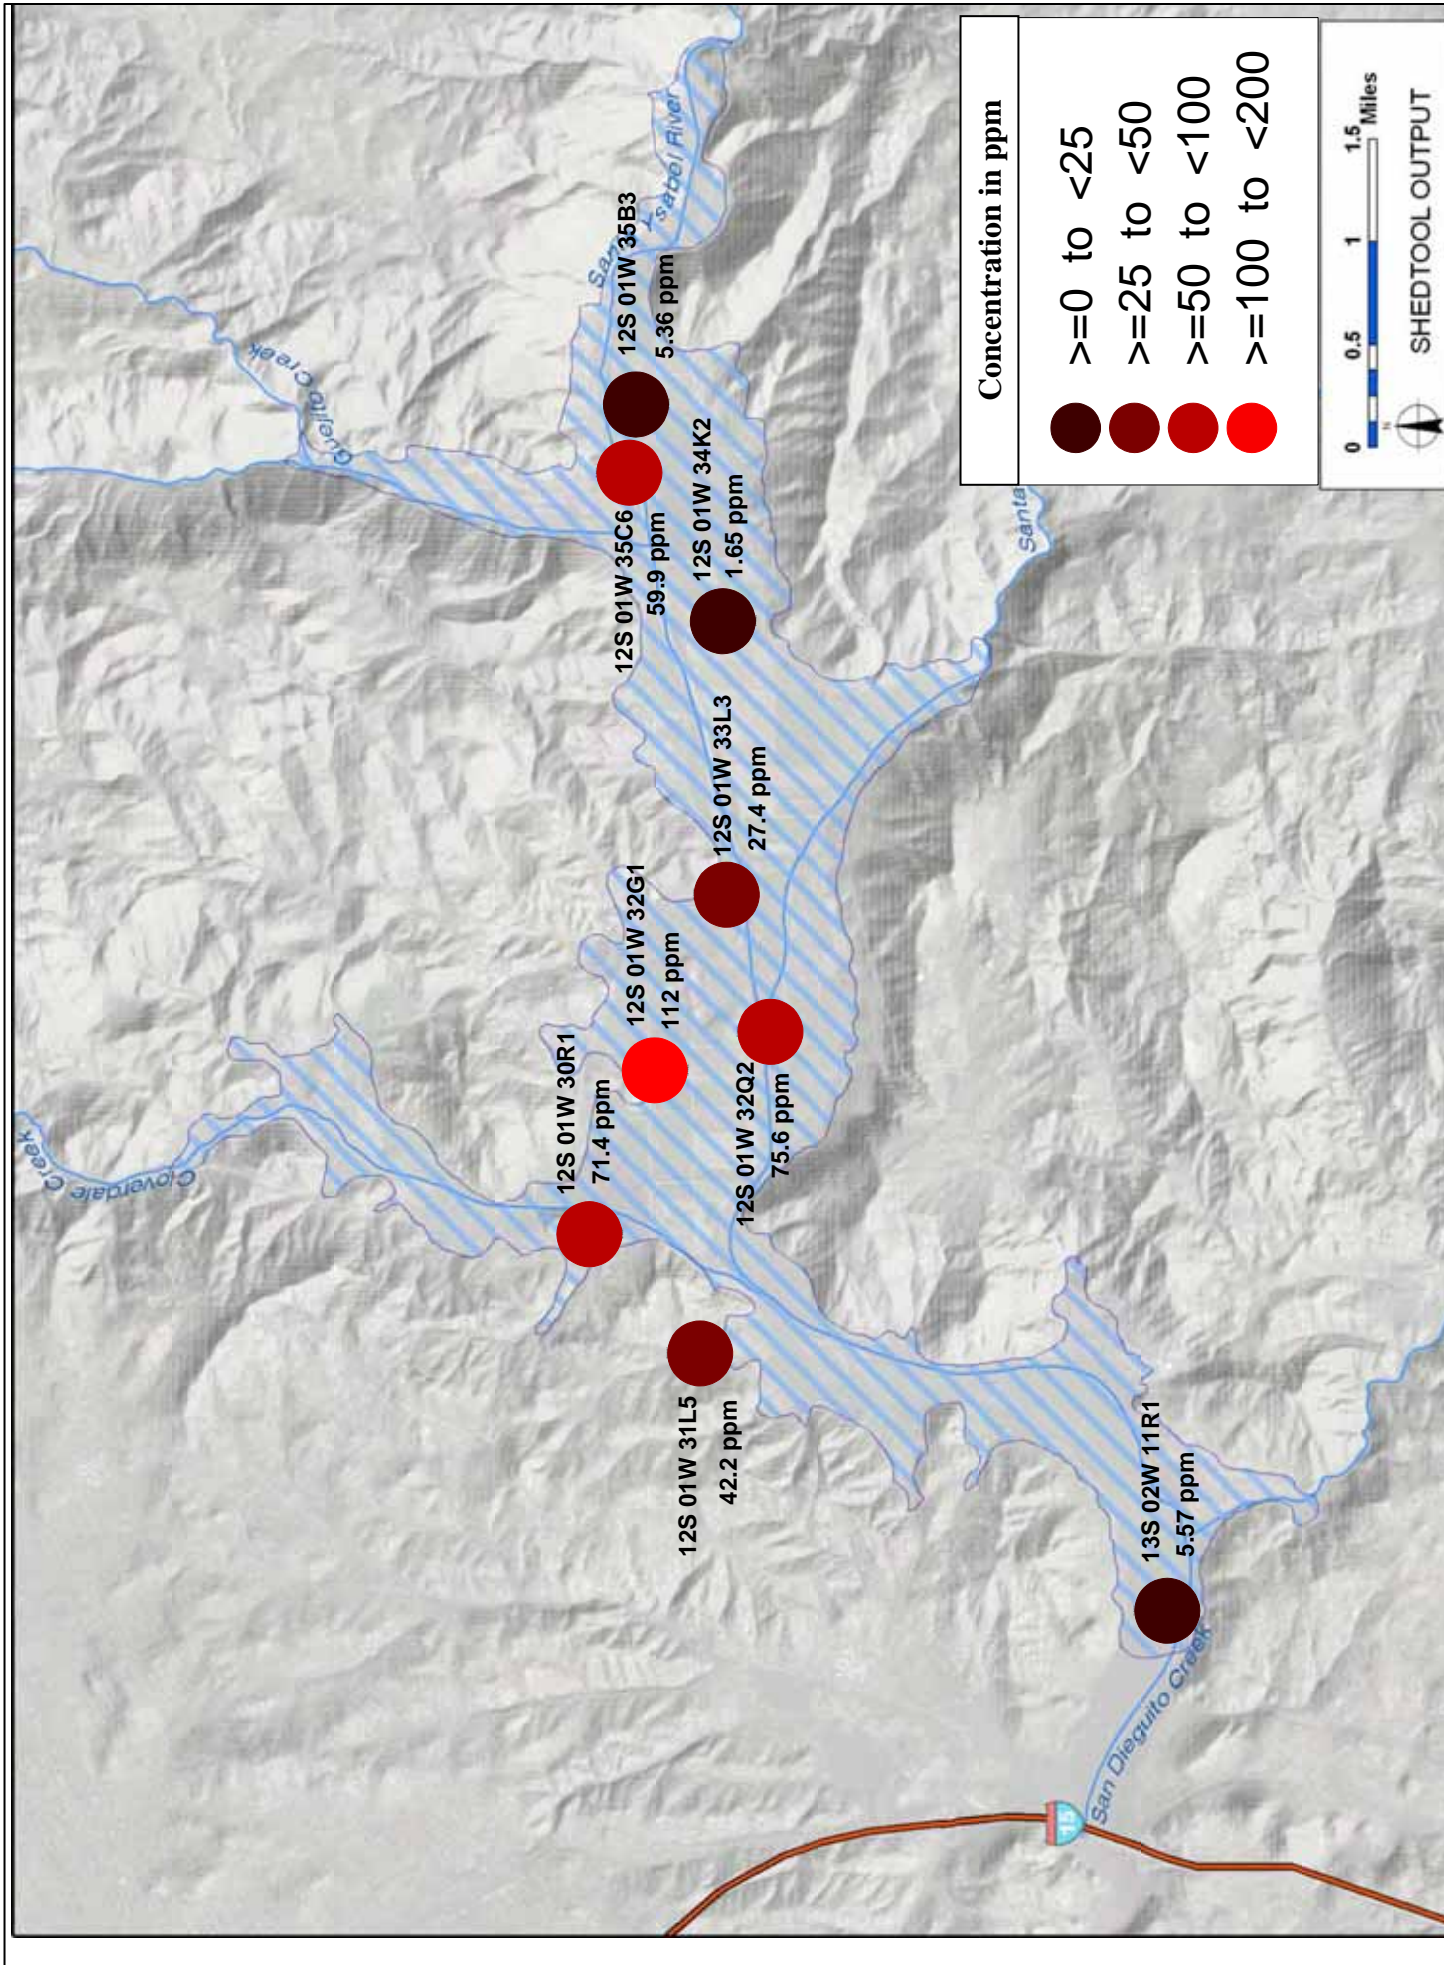 Cloverdale Creek
Guejito Creek
Santa Ysabel River
12S 01W 35B3
5.36 ppm
12S 01W 35C6
59.9 ppm
12S 01W 34K2
1.65 ppm
12S 01W 33L3
27.4 ppm
12S 01W 32G1
112 ppm
12S 01W 30R1
71.4 ppm
12S 01W 32Q2
75.6 ppm
12S 01W 31L5
42.2 ppm
13S 02W 11R1
5.57 ppm
Santa
San Dieguito Creek
15
Concentration in ppm
>=0 to <25
>=25 to <50
>=50 to <100
>=100 to <200
0 0.5 1 1.5 Miles
N
SHEDTOOL OUTPUT